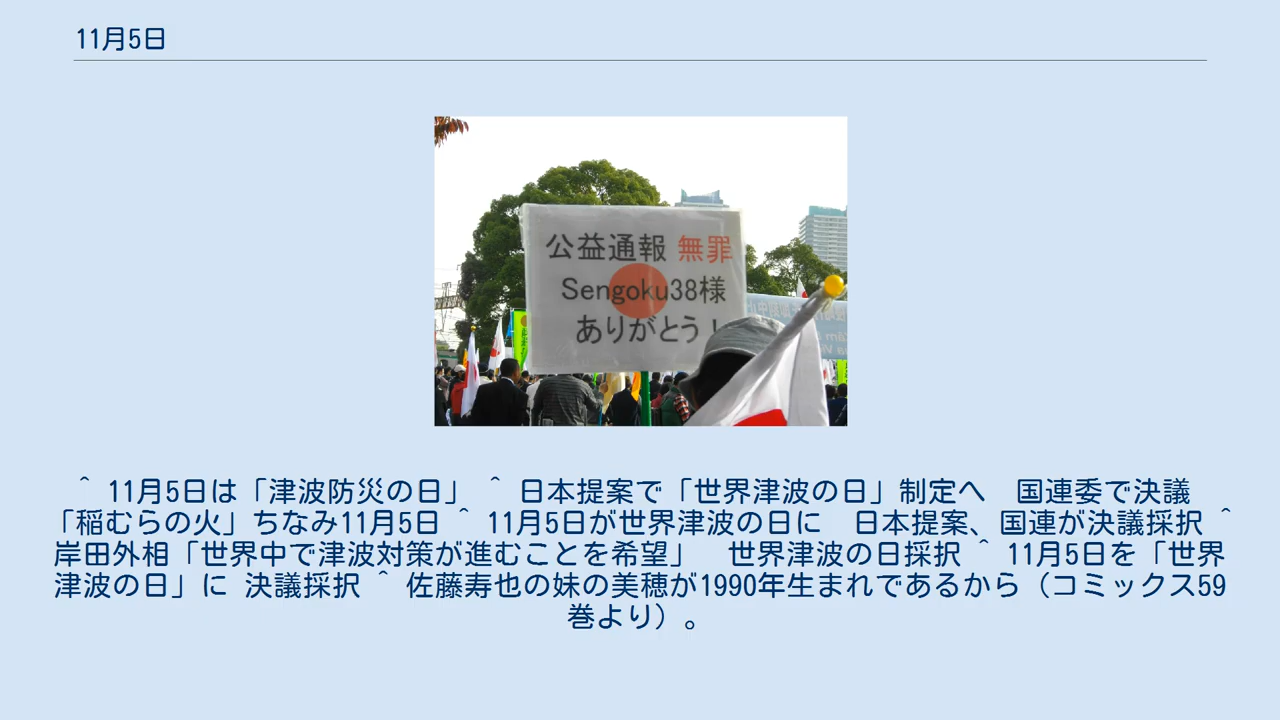 11月5日
公益通報 無罪
Sengoku38様
ありがとう！
＾ 11月5日は「津波防災の日」 ＾ 日本提案で「世界津波の日」制定へ　国連委で決議
「稲むらの火」ちなみ11月5日 ＾ 11月5日が世界津波の日に　日本提案、国連が決議採択 ＾
岸田外相「世界中で津波対策が進むことを希望」　世界津波の日採択 ＾ 11月5日を「世界
津波の日」に 決議採択 ＾ 佐藤寿也の妹の美穂が1990年生まれであるから（コミックス59
巻より）。